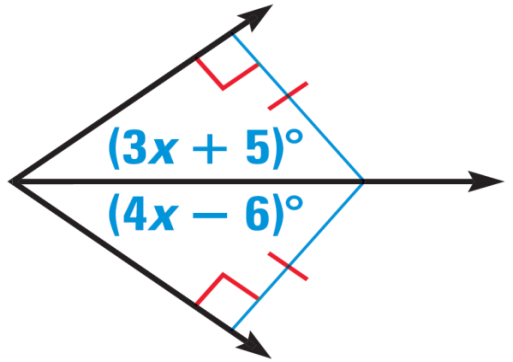 (3x + 5)°
(4x − 6)°